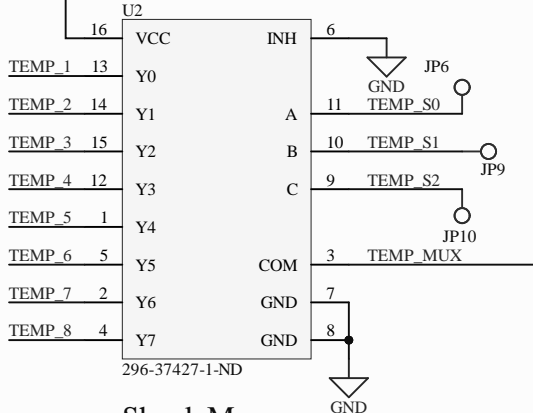 U2
16 VCC INH 6
TEMP_1 13 Y0 GND JP6
TEMP_2 14 Y1 A 11 TEMP_S0
TEMP_3 15 Y2 B 10 TEMP_S1 JP9
TEMP_4 12 Y3 C 9 TEMP_S2
TEMP_5 1 Y4 JP10
TEMP_6 5 Y5 COM 3 TEMP_MUX
TEMP_7 2 Y6 GND 7
TEMP_8 4 Y7 GND 8
296-37427-1-ND
GND